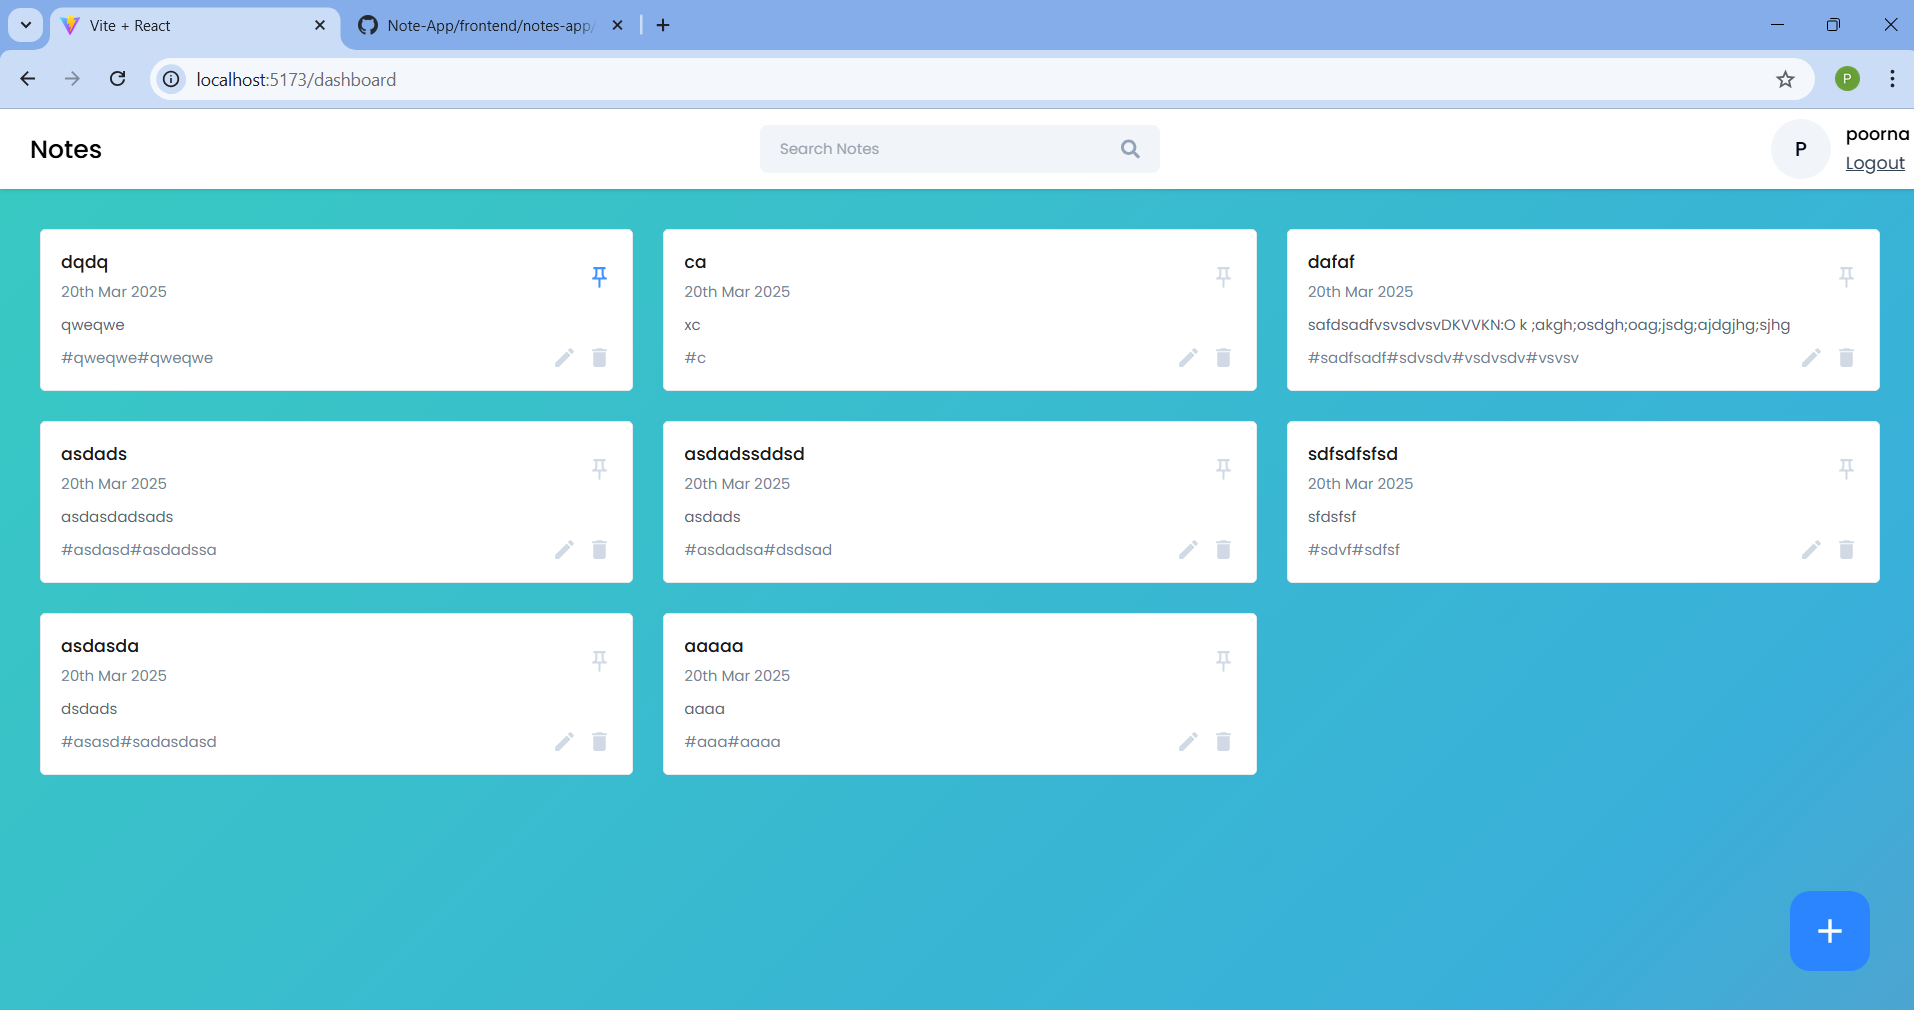 Vite + React
Note-App/frontend/notes-app/
localhost:5173/dashboard
P
Notes
Search Notes
P
poorna
Logout
dqdq
20th Mar 2025
qweqwe
#qweqwe#qweqwe
ca
20th Mar 2025
xc
#c
dafaf
20th Mar 2025
safdsadfvsvsdvsvDKVVKN:O k ;akgh;osdgh;oag;jsdg;ajdgjhg;sjhg
#sadfsadf#sdvsdv#vsdvsdv#vsvsv
asdads
20th Mar 2025
asdasdadsads
#asdasd#asdadssa
asdadssddsd
20th Mar 2025
asdads
#asdadsa#dsdsad
sdfsdfsfsd
20th Mar 2025
sfdsfsf
#sdvf#sdfsf
asdasda
20th Mar 2025
dsdads
#asasd#sadasdasd
aaaaa
20th Mar 2025
aaaa
#aaa#aaaa